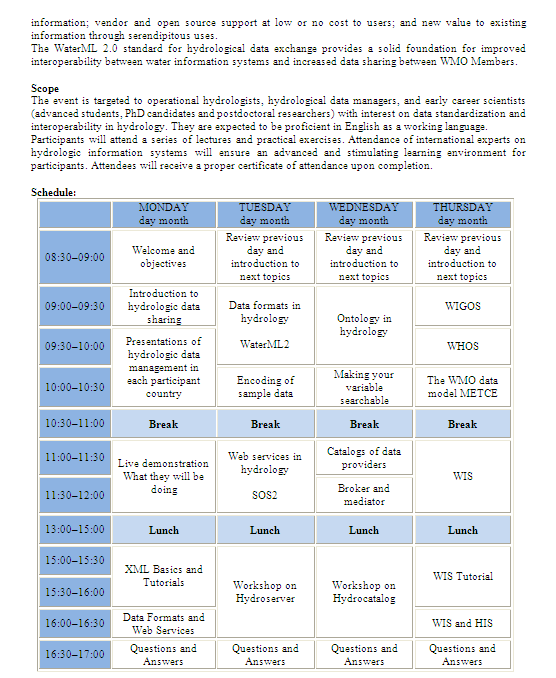 information; vendor and open source support at low or no cost to users; and new value to existing
information through serendipitous uses.
The WaterML 2.0 standard for hydrological data exchange provides a solid foundation for improved
interoperability between water information systems and increased data sharing between WMO Members.
Scope
The event is targeted to operational hydrologists, hydrological data managers, and early career scientists
(advanced students, PhD candidates and postdoctoral researchers) with interest on data standardization and
interoperability in hydrology. They are expected to be proficient in English as a working language.
Participants will attend a series of lectures and practical exercises. Attendance of international experts on
hydrologic information systems will ensure an advanced and stimulating learning environment for
participants. Attendees will receive a proper certificate of attendance upon completion.
Schedule:
MONDAY TUESDAY WEDNESDAY THURSDAY
day month day month day month day month
08:30–09:00
Welcome and
objectives
Review previous
day and
introduction to
next topics
Review previous
day and
introduction to
next topics
Review previous
day and
introduction to
next topics
09:00–09:30
Introduction to
hydrologic data
sharing
Data formats in
hydrology
Ontology in
hydrology
WIGOS
09:30–10:00
Presentations of
hydrologic data
management in
each participant
country
WaterML2
WHOS
10:00–10:30
Encoding of
sample data
Making your
variable
searchable
The WMO data
model METCE
10:30–11:00 Break Break Break Break
11:00–11:30
Live demonstration
What they will be
doing
Web services in
hydrology
Catalogs of data
providers
WIS
11:30–12:00
SOS2
Broker and
mediator
13:00–15:00 Lunch Lunch Lunch Lunch
15:00–15:30
XML Basics and
Tutorials
Workshop on
Hydroserver
Workshop on
Hydrocatalog
WIS Tutorial
15:30–16:00
16:00–16:30
Data Formats and
Web Services
WIS and HIS
16:30–17:00
Questions and
Answers
Questions and
Answers
Questions and
Answers
Questions and
Answers